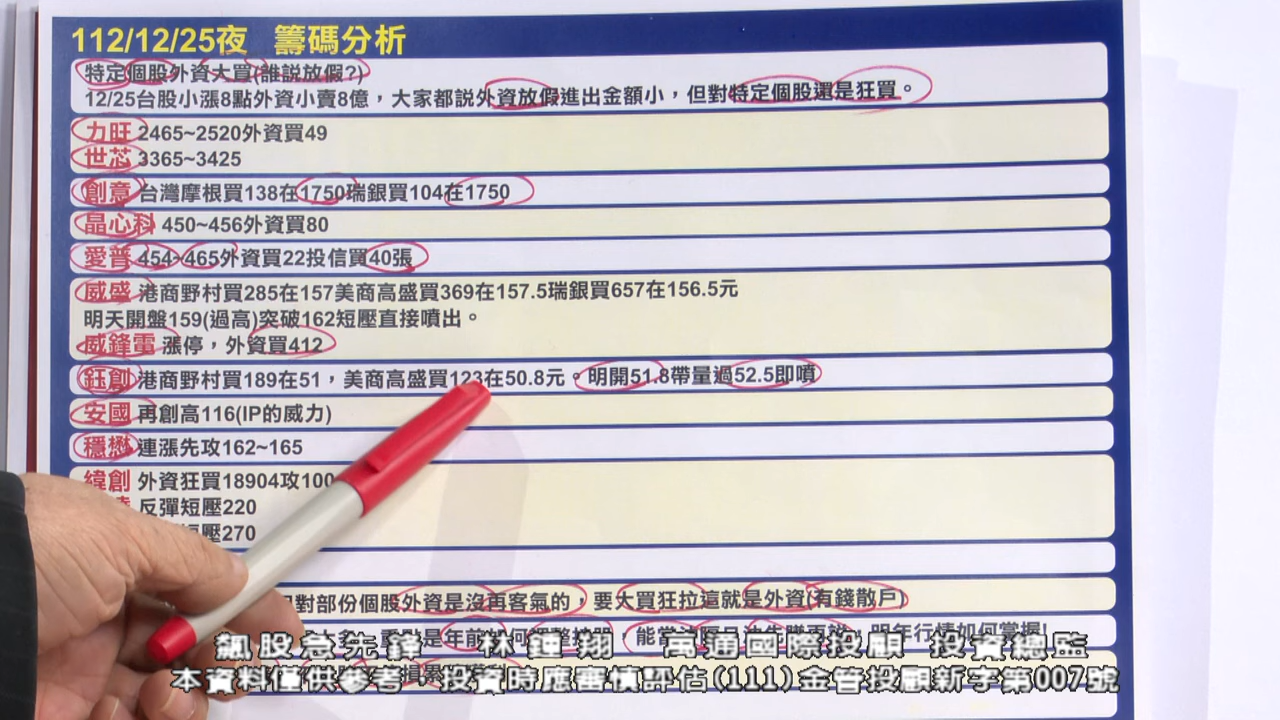 112/12/25夜 籌碼分析
特定個股外資大買(誰說放假?)
12/25台股小漲8點外資小賣8億，大家都說外資放假進出金額小，但對特定個股還是狂買。
力旺 2465~2520外資買49
世芯 3365~3425
創意 台灣摩根買138在1750瑞銀買104在1750
晶心科 450~456外資買80
愛普 454~465外資買22投信買40張
威盛 港商野村買285在157美商高盛買369在157.5瑞銀買657在156.5元
明天開盤159(過高)突破162短壓直接噴出。
威鋒電 漲停，外資買412
鈺創 港商野村買189在51，美商高盛買123在50.8元。明開51.8帶量過52.5即噴
安國 再創高116(IP的威力)
穩懋 連漲先攻162~165
緯創 外資狂買18904攻100
反彈短壓220
壓270
對部份個股外資是沒再客氣的，要大買狂拉這就是外資(有錢散戶)
是年前如何調整
明年行情如何掌握!
飆股急先鋒 林鍾翔 萬通國際投顧 投資總監
本資料僅供參考，投資時應審慎評估(111)金管投顧新字第007號